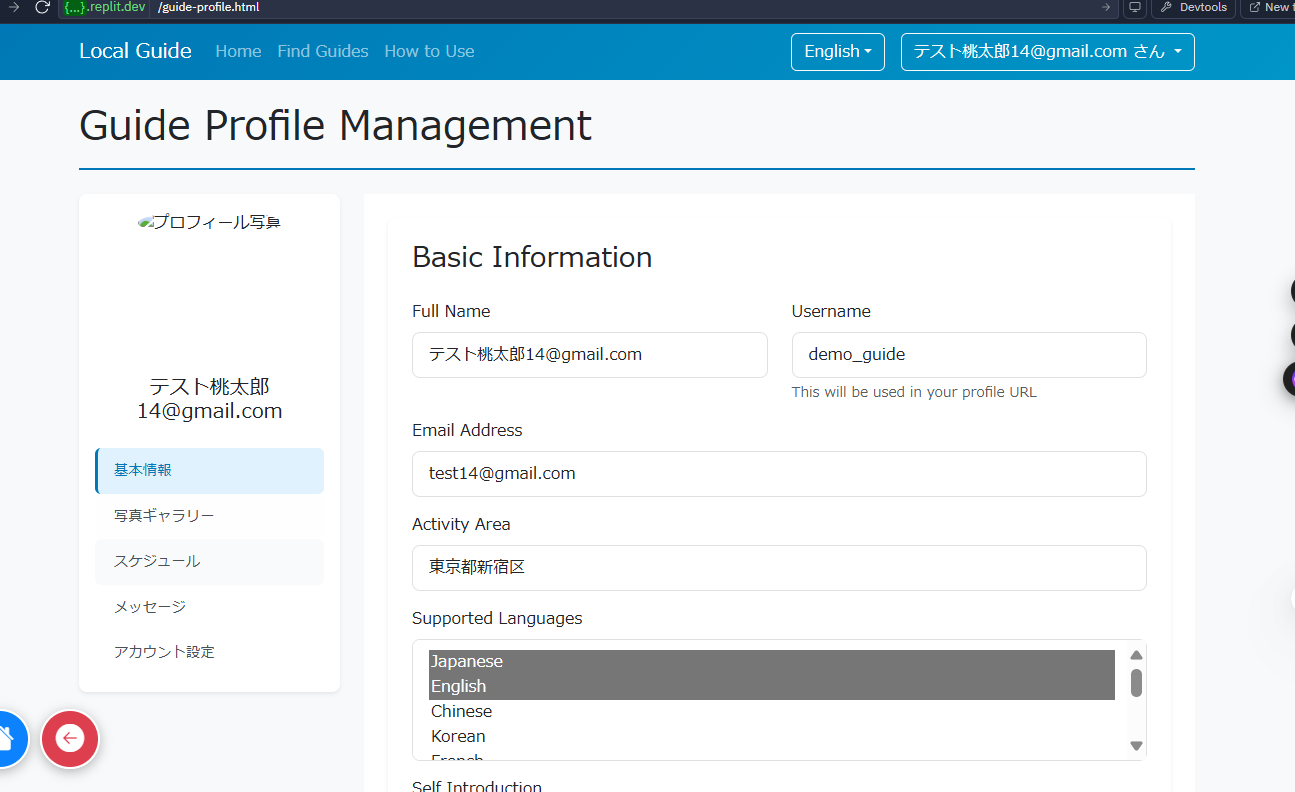 {...}.replit.dev /guide-profile.html
Devtools
New
Local Guide Home Find Guides How to Use English テスト桃太郎14@gmail.com さん
Guide Profile Management
プロフィール写真
テスト桃太郎
14@gmail.com
基本情報
写真ギャラリー
スケジュール
メッセージ
アカウント設定
Basic Information
Full Name
テスト桃太郎14@gmail.com
Username
demo_guide
This will be used in your profile URL
Email Address
test14@gmail.com
Activity Area
東京都新宿区
Supported Languages
Japanese
English
Chinese
Korean
French
Self Introduction